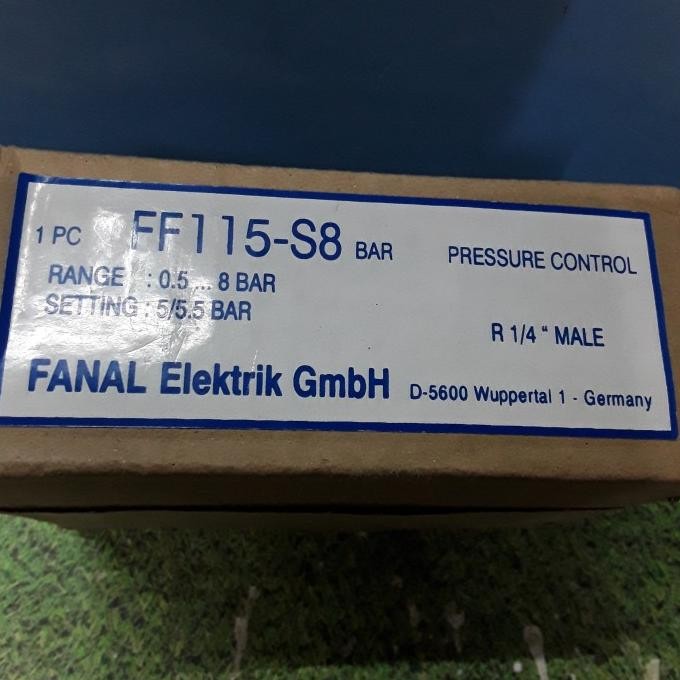 1 PC FF115-S8 BAR PRESSURE CONTROL
RANGE : 0.5 ... 8 BAR
SETTING : 5/5.5 BAR
R 1/4 " MALE
FANAL Elektrik GmbH D-5600 Wuppertal 1 - Germany